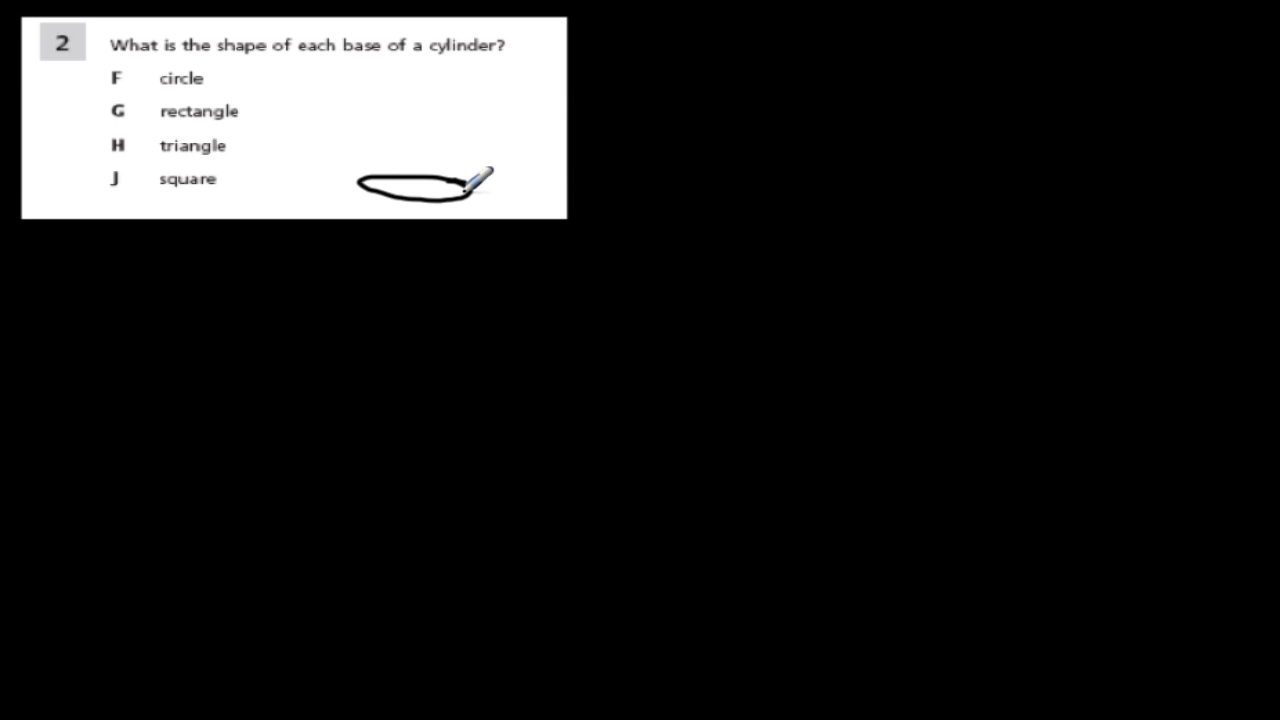 2 What is the shape of each base of a cylinder?
F circle
G rectangle
H triangle
J square